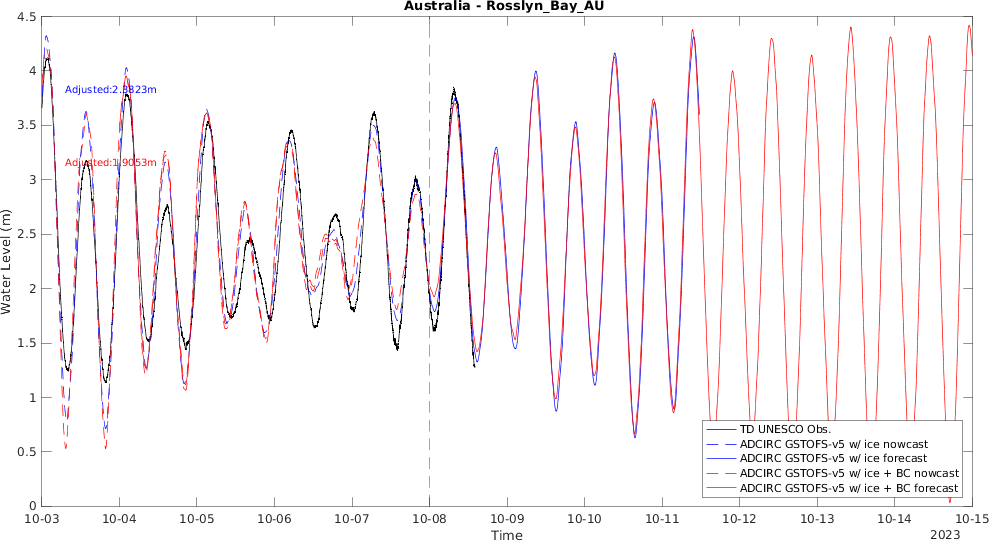 Australia - Rosslyn_Bay_AU
4.5
4
3.5
3
2.5
2
1.5
1
0.5
0
Water Level (m)
Adjusted:2.3823m
Adjusted:1.9053m
TD UNESCO Obs.
ADCIRC GSTOFS-v5 w/ ice nowcast
ADCIRC GSTOFS-v5 w/ ice forecast
ADCIRC GSTOFS-v5 w/ ice + BC nowcast
ADCIRC GSTOFS-v5 w/ ice + BC forecast
10-03 10-04 10-05 10-06 10-07 10-08 10-09 10-10 10-11 10-12 10-13 10-14 10-15
Time
2023